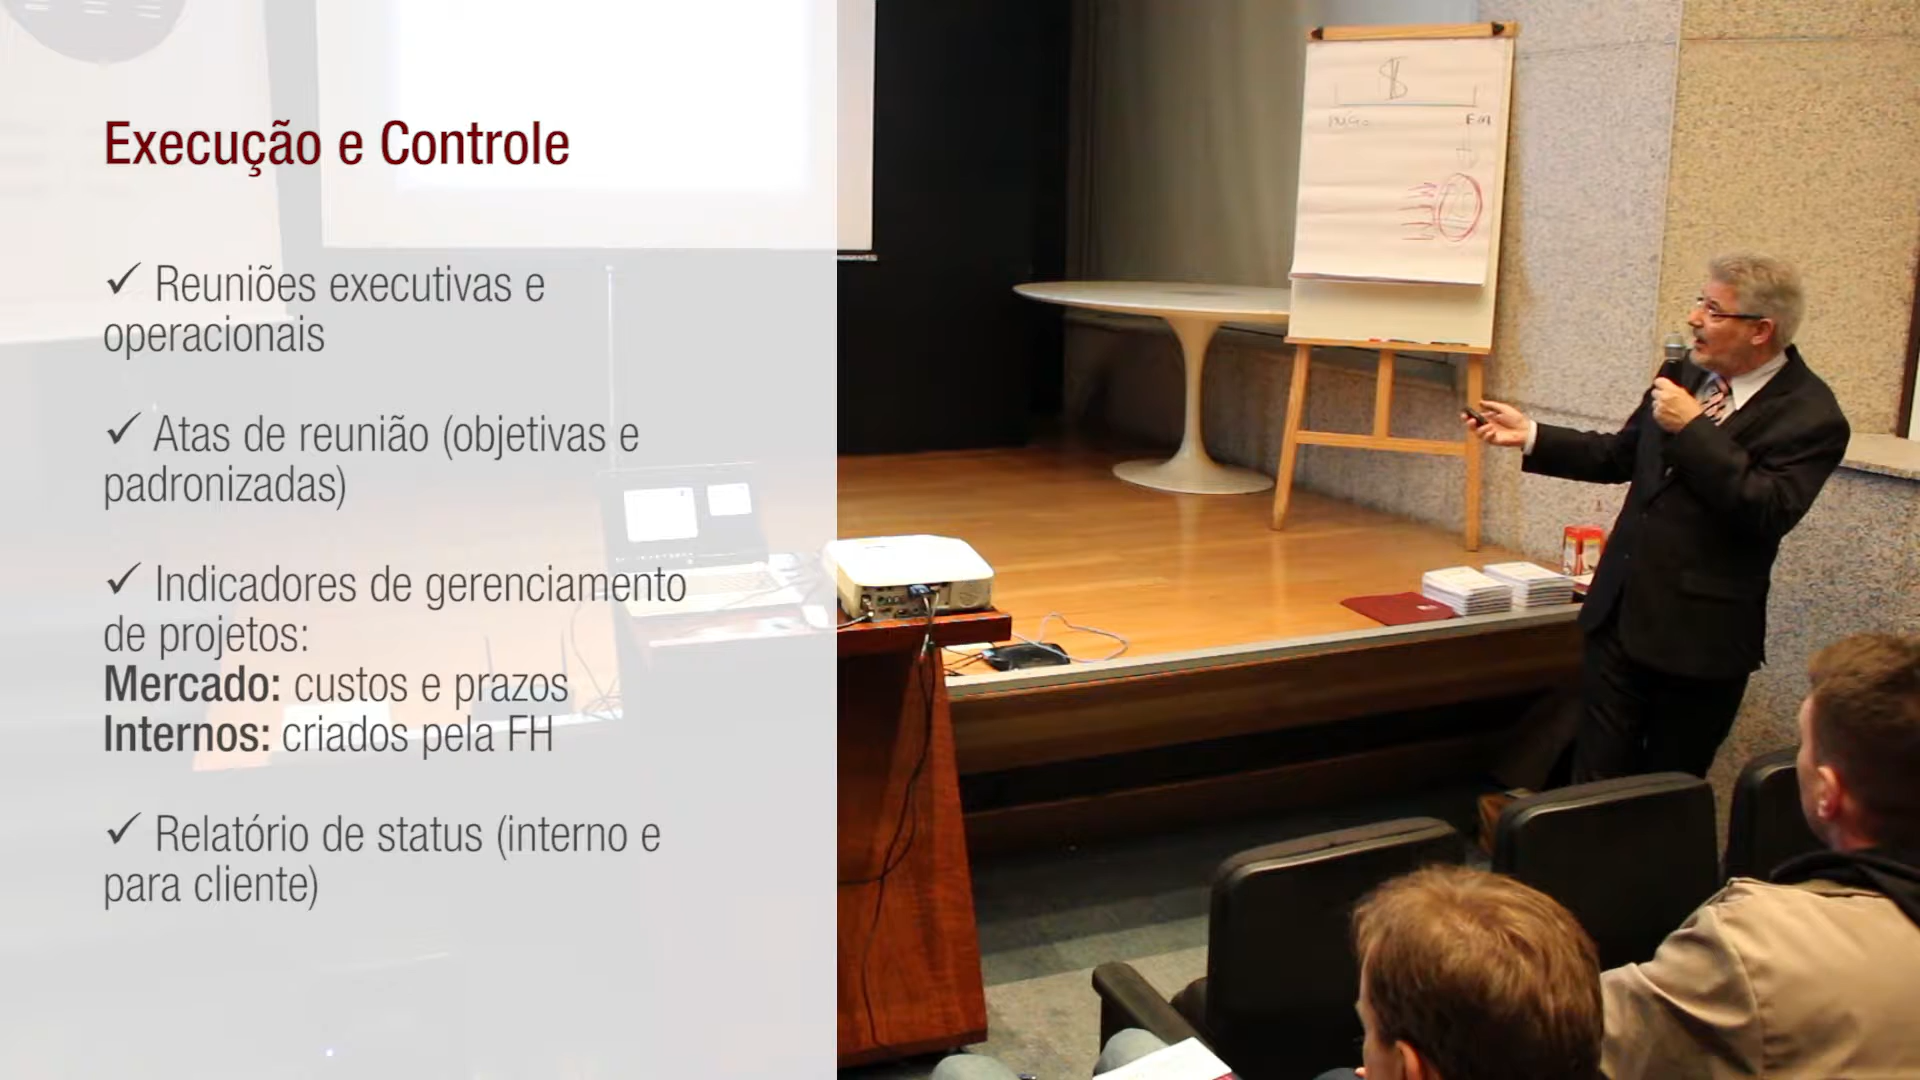 Execução e Controle
✓ Reuniões executivas e
operacionais
✓ Atas de reunião (objetivas e
padronizadas)
✓ Indicadores de gerenciamento
de projetos:
Mercado: custos e prazos
Internos: criados pela FH
✓ Relatório de status (interno e
para cliente)
$